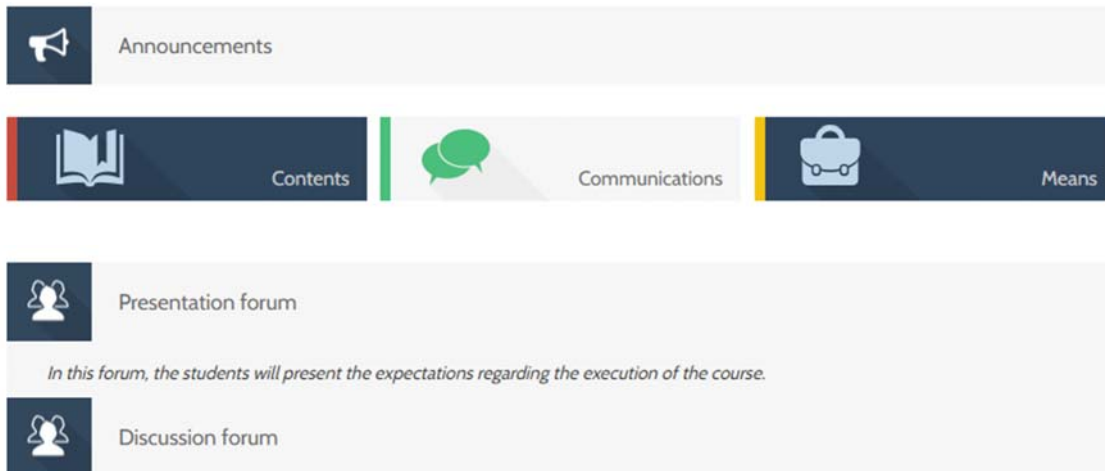 Announcements
Contents
Communications
Means
Presentation forum
In this forum, the students will present the expectations regarding the execution of the course.
Discussion forum